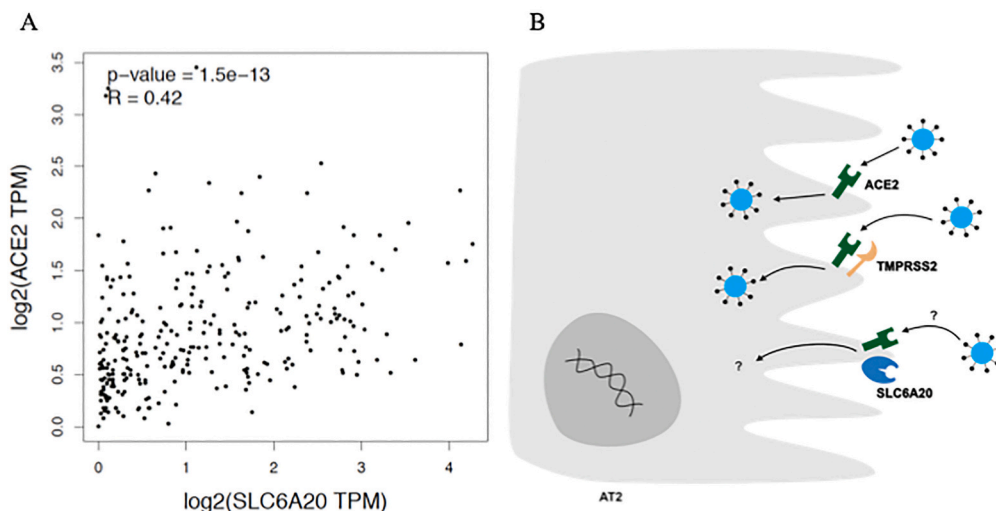 A
B
3.5
p-value = 1.5e-13
R = 0.42
3.0
2.5
2.0
1.5
1.0
0.5
0.0
log2(ACE2 TPM)
0
1
2
3
4
log2(SLC6A20 TPM)
ACE2
TMPRSS2
?
?
SLC6A20
AT2